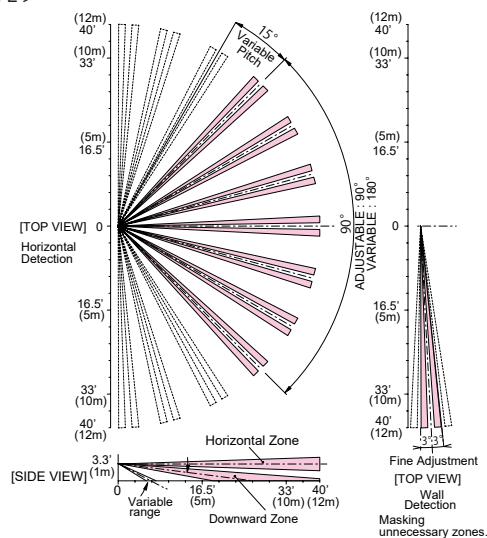 (12m)
40'
(10m)
33'
(5m)
16.5'
[TOP VIEW] 0
Horizontal
Detection
16.5'
(5m)
33'
(10m)
40'
(12m)
15°
Variable
Pitch
90°
ADJUSTABLE : 90°
VARIABLE : 180°
(12m)
40'
(10m)
33'
(5m)
16.5'
0
16.5'
(5m)
33'
(10m)
40'
(12m)
3° 3°
Fine Adjustment
[TOP VIEW]
Wall
Detection
Masking
unnecessary zones.
Horizontal Zone
3.3'
(1m)
[SIDE VIEW]
0 16.5' 33' 40'
(5m) (10m) (12m)
Variable
range
Downward Zone